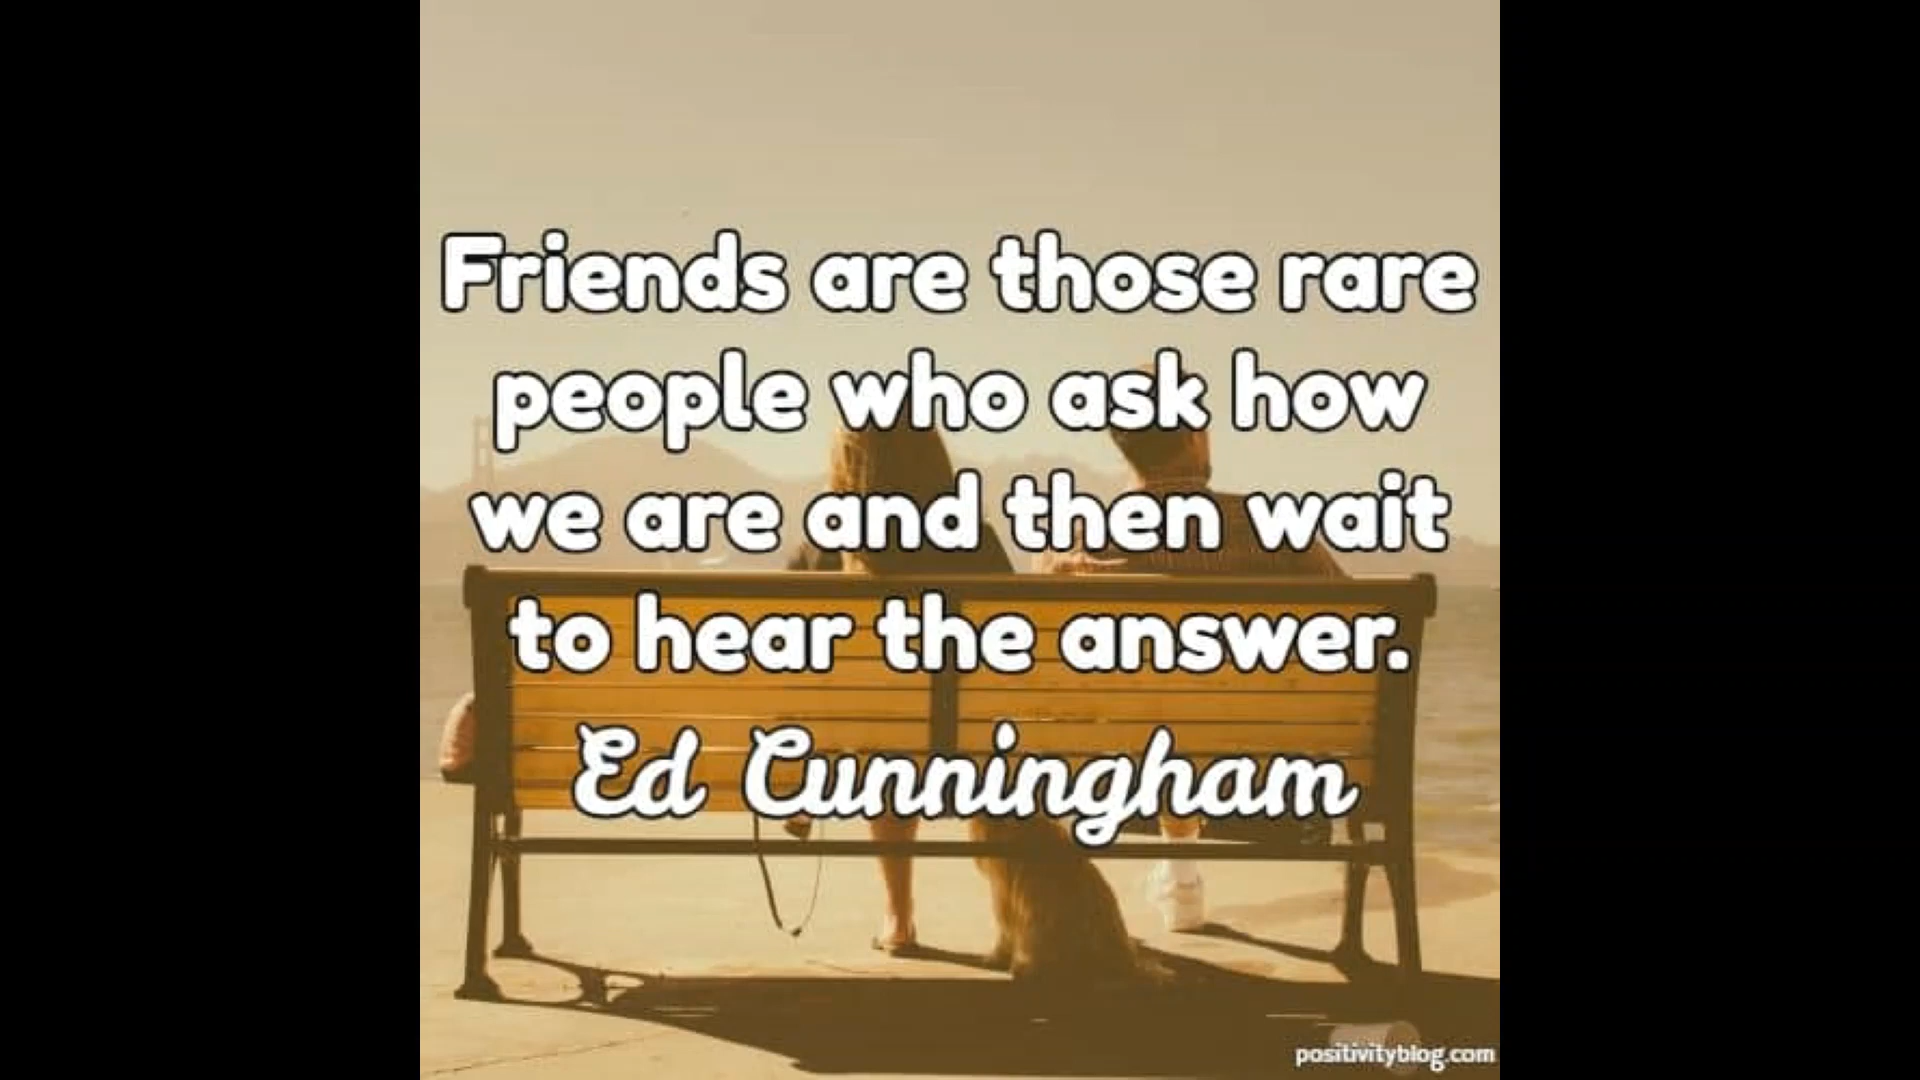 Friends are those rare
people who ask how
we are and then wait
to hear the answer.
Ed Cunningham
positivityblog.com